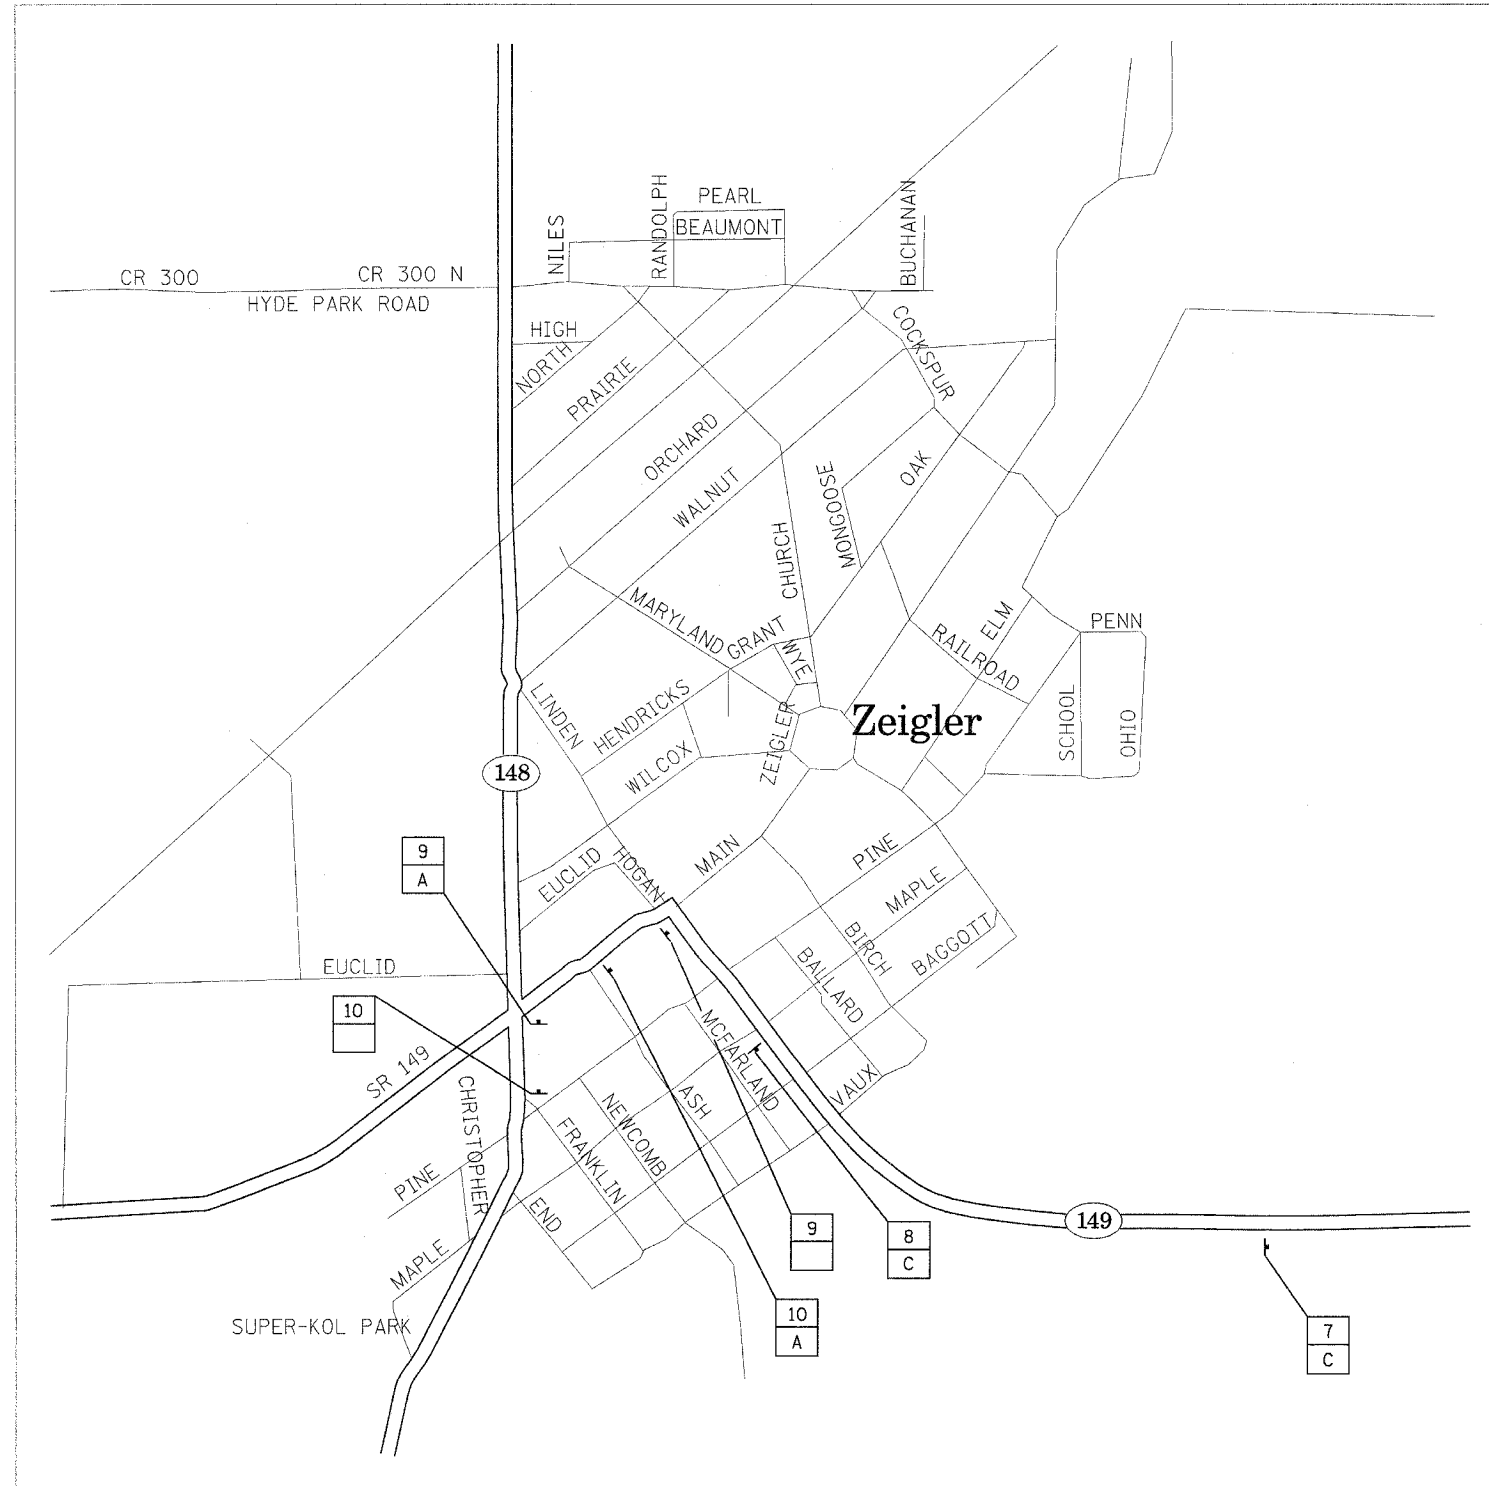 PEARL
BEAUMONT
RANDOLPH
NILES
BUCHANAN
CR 300
CR 300 N
HYDE PARK ROAD
HIGH
NORTH
PRAIRIE
COCKSPUR
ORCHARD
WALNUT
OAK
MONGOOSE
CHURCH
MARYLAND
GRANT
WYE
ELM
RAILROAD
PENN
LINDEN
HENDRICKS
WILCOX
ZEIGLER
Zeigler
SCHOOL
OHIO
148
9
A
EUCLID
HOGAN
MAIN
PINE
MAPLE
BIRCH
BAGGOTT
BALLARD
EUCLID
10
SR 149
CHRISTOPHER
MCFARLAND
ASH
VAUX
NEWCOMB
FRANKLIN
PINE
END
MAPLE
SUPER-KOL PARK
9
8
C
149
10
A
7
C